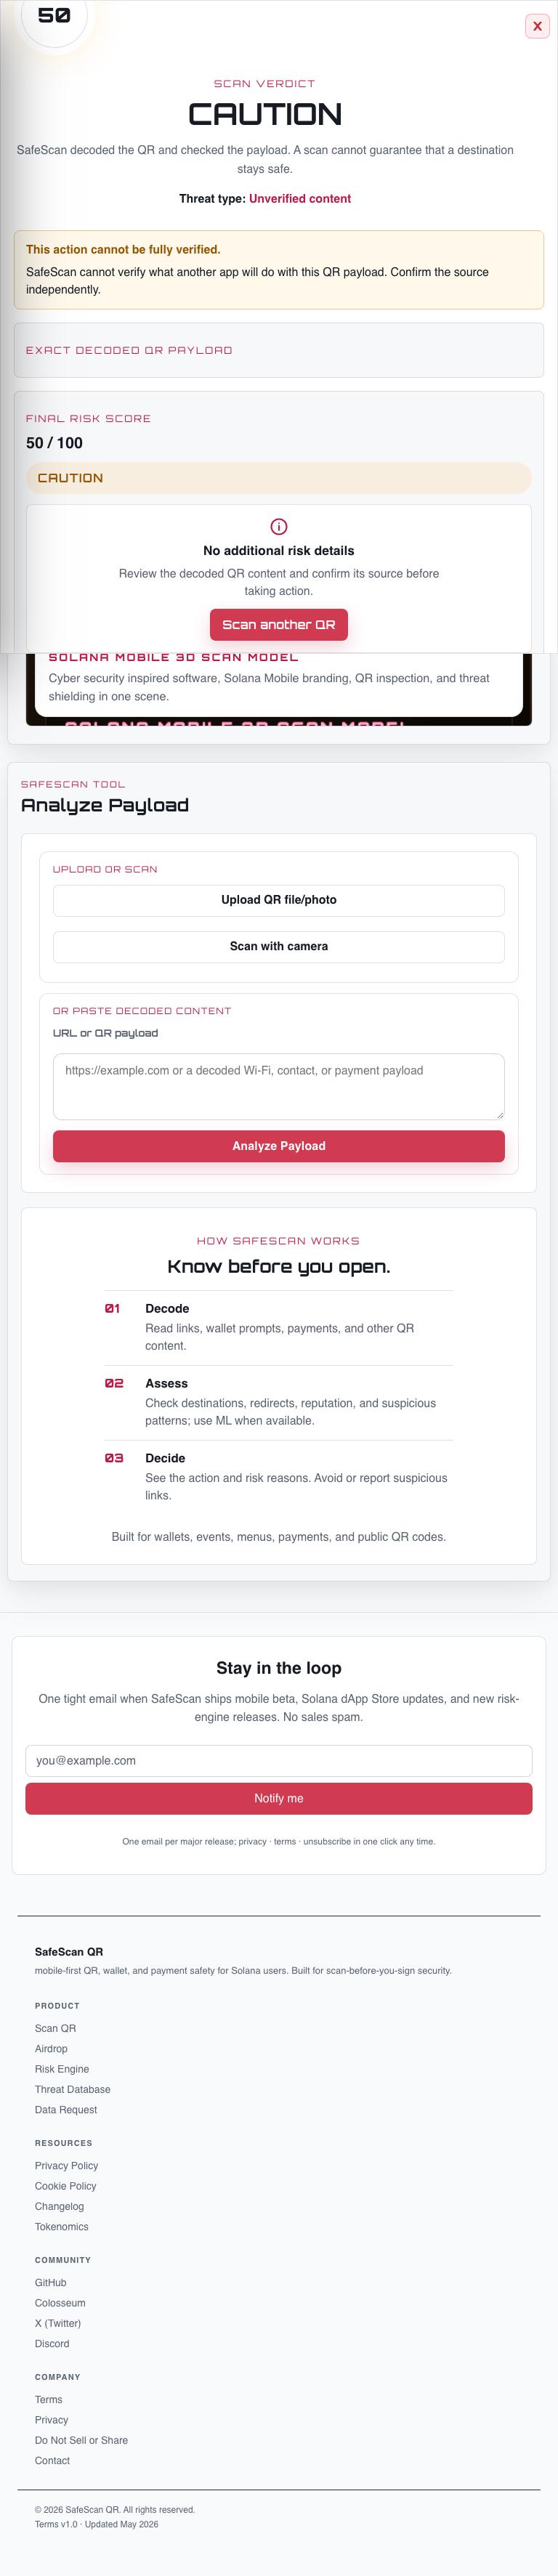 50
X
SCAN VERDICT
CAUTION
SafeScan decoded the QR and checked the payload. A scan cannot guarantee that a destination
stays safe.
Threat type: Unverified content
This action cannot be fully verified.
SafeScan cannot verify what another app will do with this QR payload. Confirm the source
independently.
EXACT DECODED QR PAYLOAD
FINAL RISK SCORE
50 / 100
CAUTION
No additional risk details
Review the decoded QR content and confirm its source before
taking action.
Scan another QR
SOLANA MOBILE 3D SCAN MODEL
Cyber security inspired software, Solana Mobile branding, QR inspection, and threat
shielding in one scene.
SOLANA MOBILE QR SCAN MODEL
SAFESCAN TOOL
Analyze Payload
UPLOAD OR SCAN
Upload QR file/photo
Scan with camera
OR PASTE DECODED CONTENT
URL or QR payload
https://example.com or a decoded Wi-Fi, contact, or payment payload
Analyze Payload
HOW SAFESCAN WORKS
Know before you open.
01 Decode
Read links, wallet prompts, payments, and other QR
content.
02 Assess
Check destinations, redirects, reputation, and suspicious
patterns; use ML when available.
03 Decide
See the action and risk reasons. Avoid or report suspicious
links.
Built for wallets, events, menus, payments, and public QR codes.
Stay in the loop
One tight email when SafeScan ships mobile beta, Solana dApp Store updates, and new risk-
engine releases. No sales spam.
you@example.com
Notify me
One email per major release; privacy · terms · unsubscribe in one click any time.
SafeScan QR
mobile-first QR, wallet, and payment safety for Solana users. Built for scan-before-you-sign security.
PRODUCT
Scan QR
Airdrop
Risk Engine
Threat Database
Data Request
RESOURCES
Privacy Policy
Cookie Policy
Changelog
Tokenomics
COMMUNITY
GitHub
Colosseum
X (Twitter)
Discord
COMPANY
Terms
Privacy
Do Not Sell or Share
Contact
© 2026 SafeScan QR. All rights reserved.
Terms v1.0 · Updated May 2026